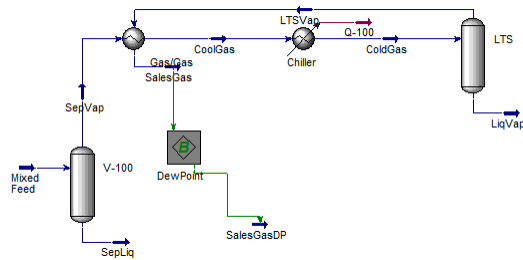 LTSVap
Q-100
LTS
CoolGas
Chiller
ColdGas
Gas/Gas
SalesGas
SepVap
LiqVap
B
DewPoint
Mixed
Feed
V-100
SalesGasDP
SepLiq